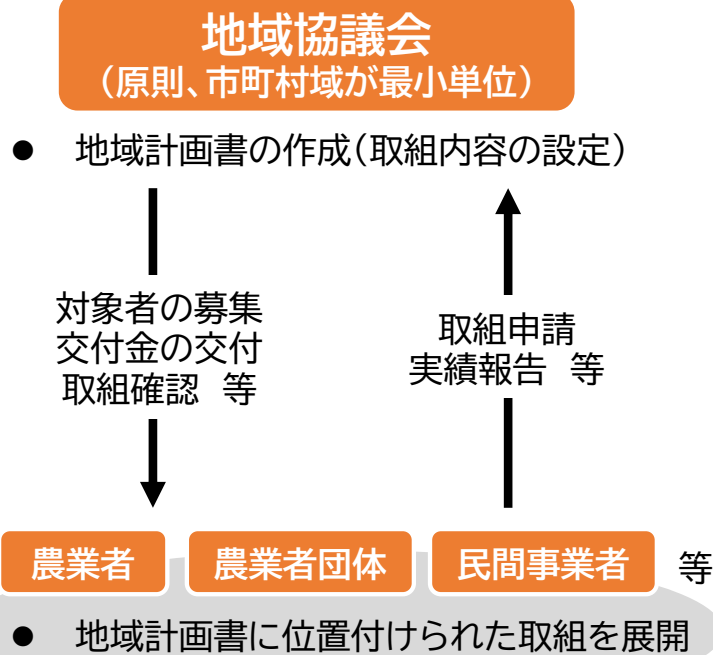 地域協議会
（原則、市町村域が最小単位）
● 地域計画書の作成（取組内容の設定）
対象者の募集
交付金の交付
取組確認　等
取組申請
実績報告　等
農業者 農業者団体 民間事業者 等
● 地域計画書に位置付けられた取組を展開